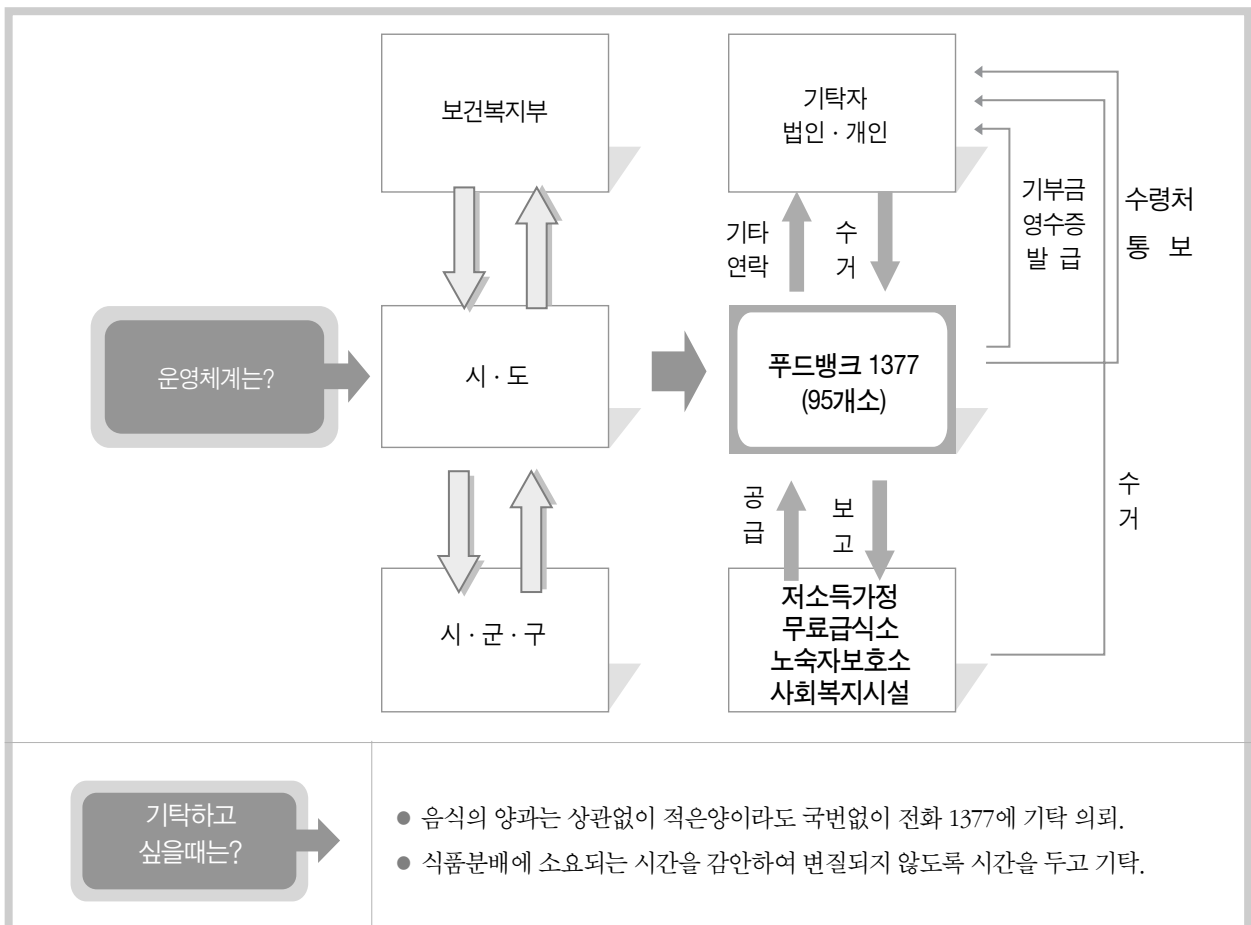 보건복지부
기탁자
법인 · 개인
기타
연락
수
거
기부금
영수증
발 급
수령처
통 보
운영체계는?
시 · 도
푸드뱅크 1377
(95개소)
공
급
보
고
수
거
시 · 군 · 구
저소득가정
무료급식소
노숙자보호소
사회복지시설
기탁하고
싶을때는?
● 음식의 양과는 상관없이 적은양이라도 국번없이 전화 1377에 기탁 의뢰.
● 식품분배에 소요되는 시간을 감안하여 변질되지 않도록 시간을 두고 기탁.